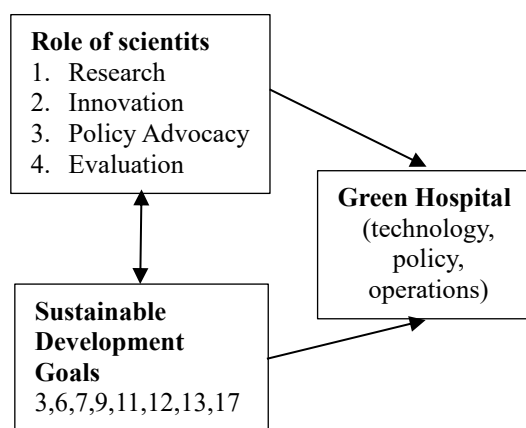 Role of scientits
1. Research
2. Innovation
3. Policy Advocacy
4. Evaluation
Green Hospital
(technology,
policy,
operations)
Sustainable
Development
Goals
3,6,7,9,11,12,13,17